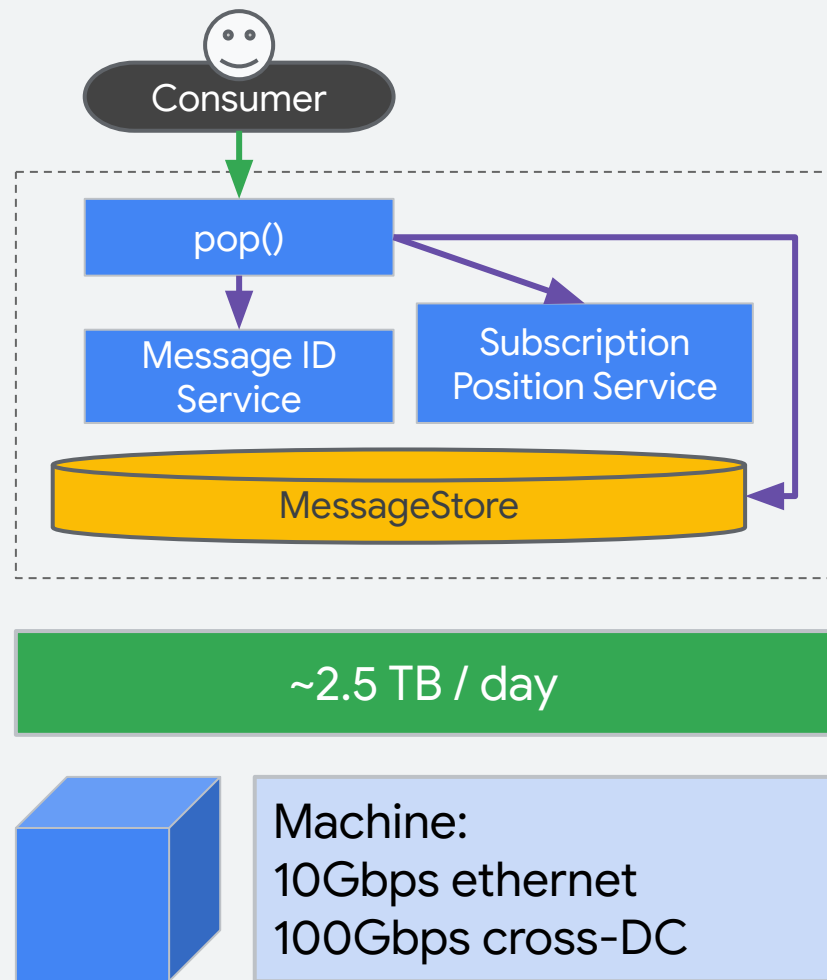 Consumer
pop()
Message ID
Service
Subscription
Position Service
MessageStore
~2.5 TB / day
Machine:
10Gbps ethernet
100Gbps cross-DC